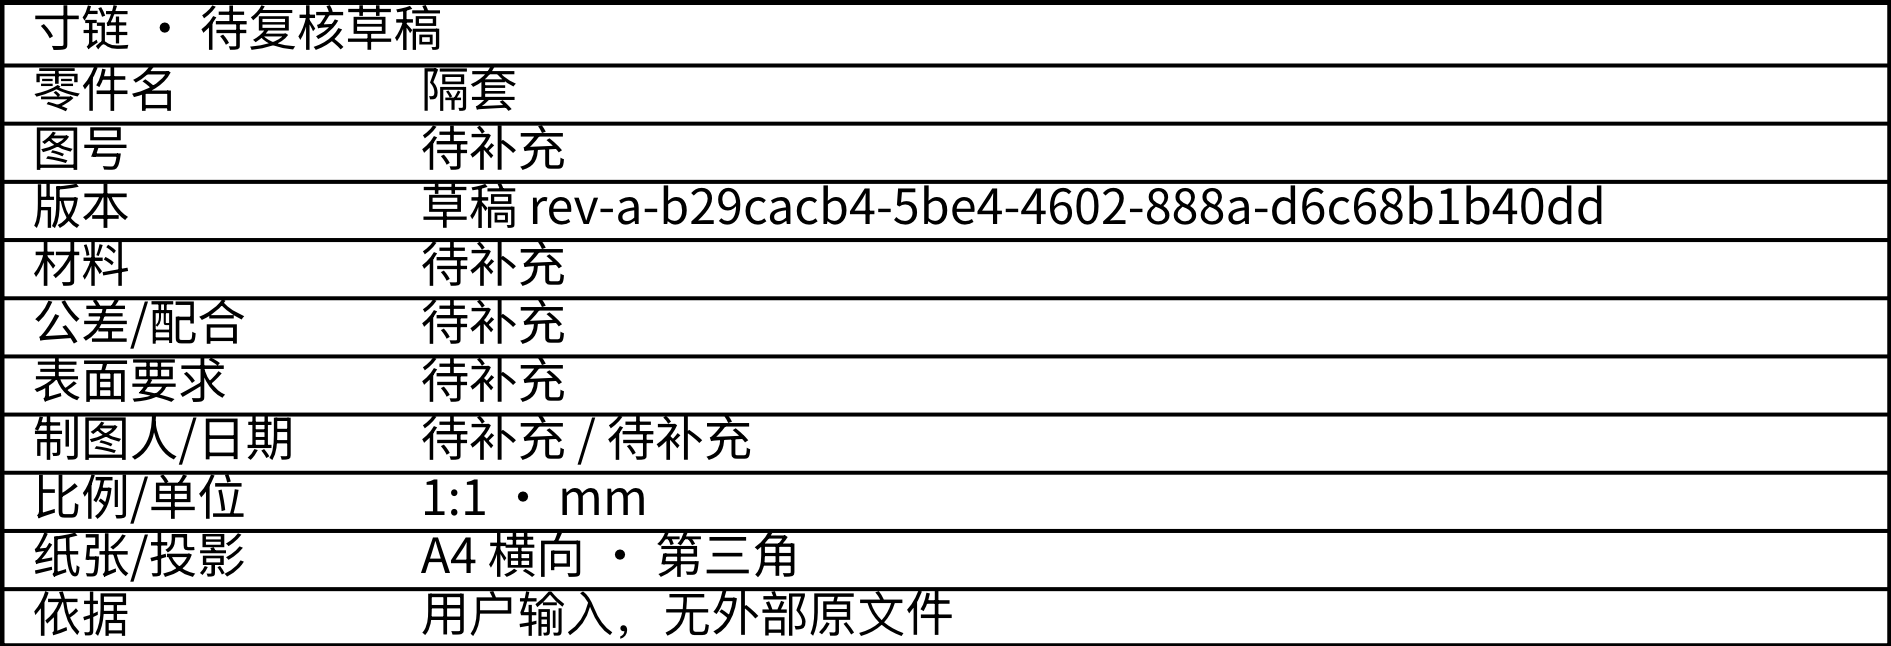 寸链 · 待复核草稿
零件名 隔套
图号 待补充
版本 草稿 rev-a-b29cacb4-5be4-4602-888a-d6c68b1b40dd
材料 待补充
公差/配合 待补充
表面要求 待补充
制图人/日期 待补充 / 待补充
比例/单位 1:1 · mm
纸张/投影 A4 横向 · 第三角
依据 用户输入，无外部原文件